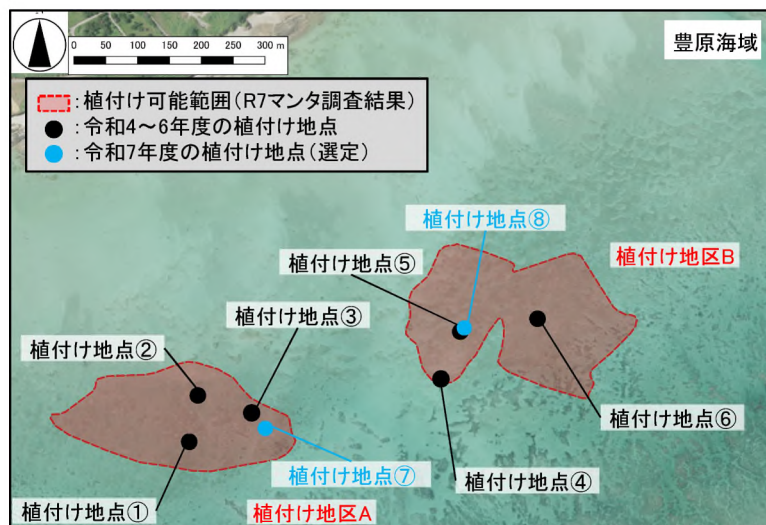 N
豊原海域
0 50 100 150 200 250 300 m
:植付け可能範囲(R7マンタ調査結果)
:令和4~6年度の植付け地点
:令和7年度の植付け地点(選定)
植付け地点⑧
植付け地区B
植付け地点⑤
植付け地点③
植付け地点②
植付け地点⑥
植付け地点⑦
植付け地点④
植付け地点①
植付け地区A